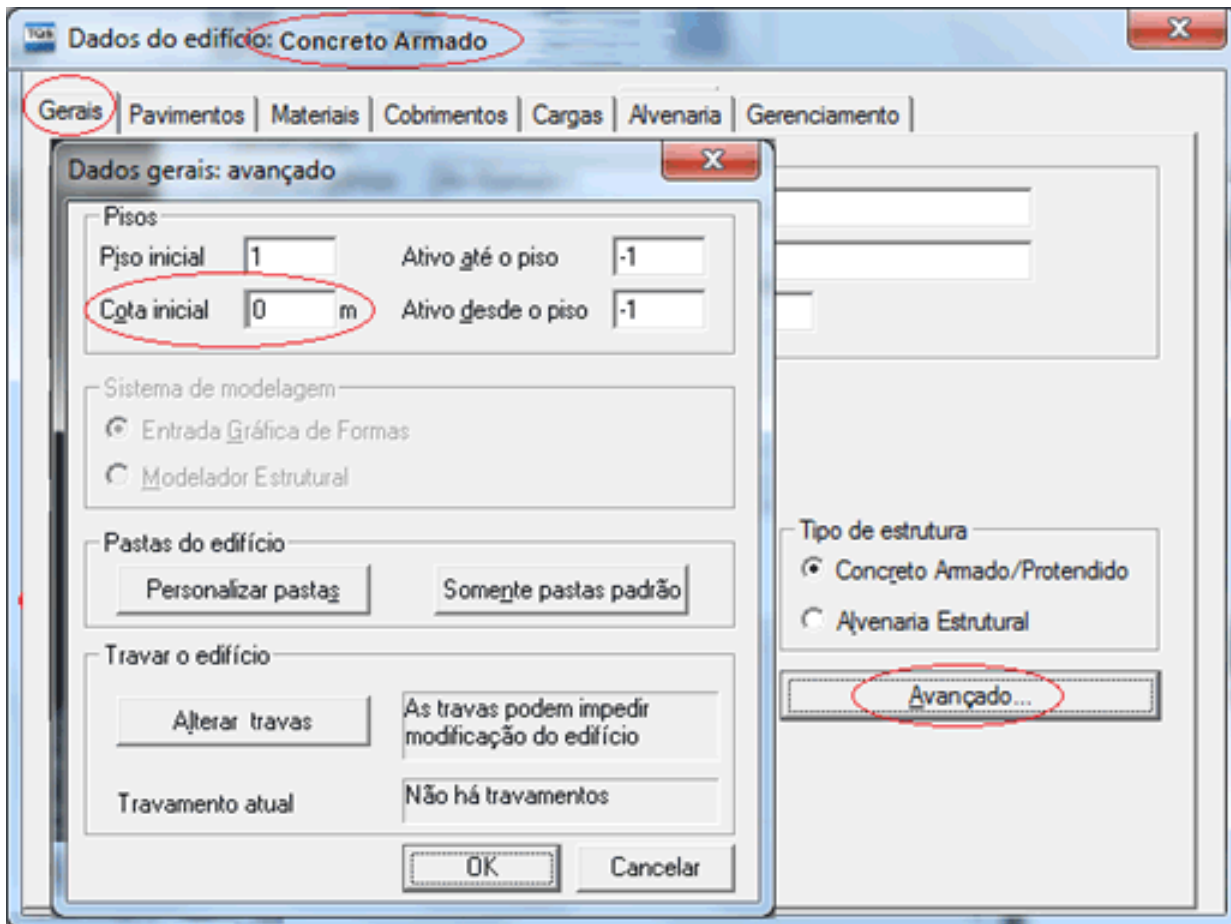 TQS Dados do edifício: Concreto Armado
Gerais Pavimentos Materiais Cobrimentos Cargas Alvenaria Gerenciamento
Dados gerais: avançado
Pisos
Piso inicial 1 Ativo até o piso -1
Cota inicial 0 m Ativo desde o piso -1
Sistema de modelagem
Entrada Gráfica de Formas
Modelador Estrutural
Pastas do edifício
Personalizar pastas Somente pastas padrão
Travar o edifício
Alterar travas As travas podem impedir
modificação do edifício
Travamento atual Não há travamentos
OK Cancelar
Tipo de estrutura
Concreto Armado/Protendido
Alvenaria Estrutural
Avançado...